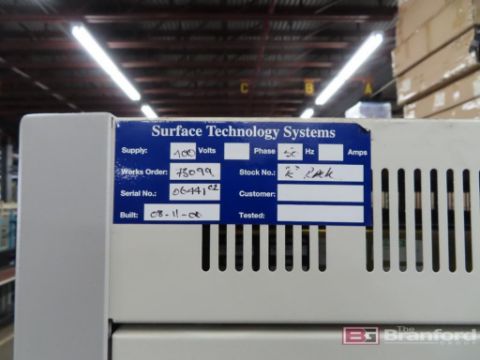 C B A
Surface Technology Systems
Supply: 400 Volts Phase 50 Hz Amps
Works Order: 75099 Stock No.:
Serial No.: Customer:
Built: 08-11-00 Tested:
BG The Branford